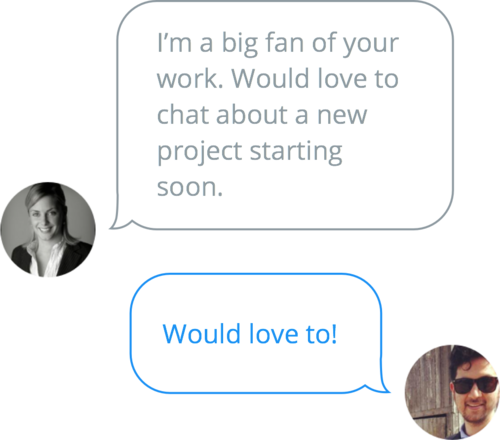 I’m a big fan of your
work. Would love to
chat about a new
project starting
soon.
Would love to!